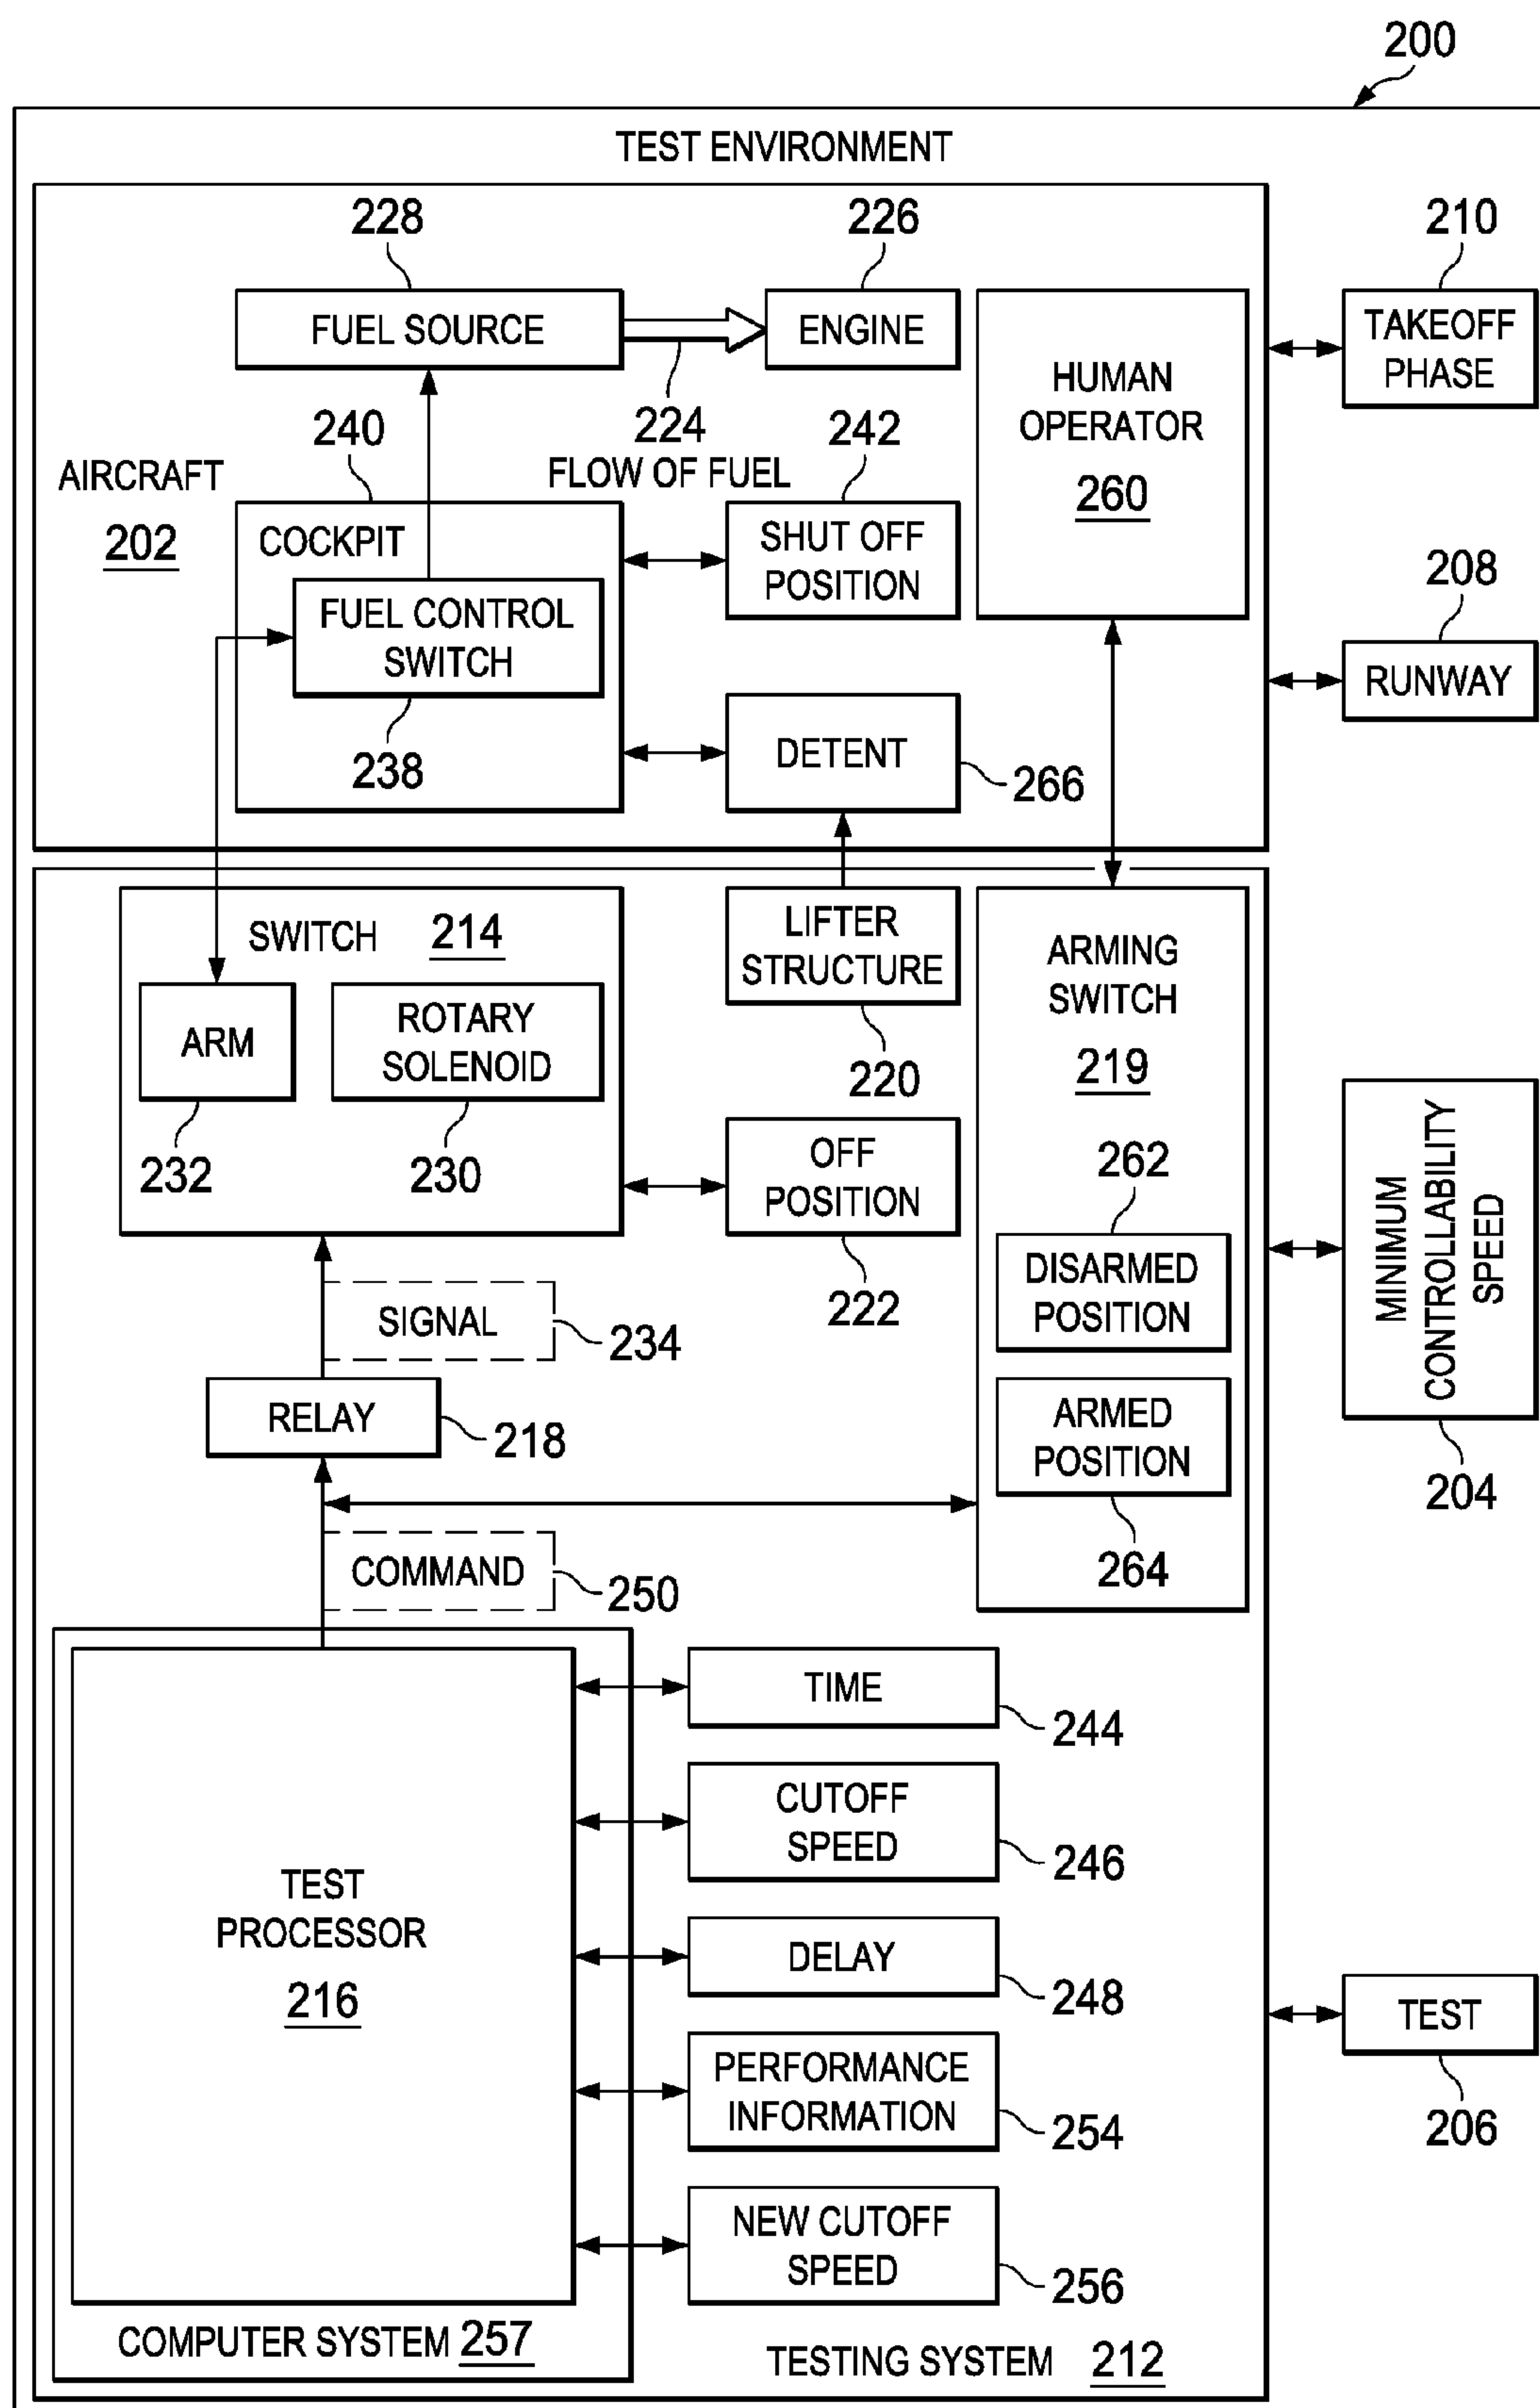 200
TEST ENVIRONMENT
228
226
210
FUEL SOURCE
ENGINE
TAKEOFF
PHASE
HUMAN
OPERATOR
260
240
224
242
FLOW OF FUEL
AIRCRAFT
202
COCKPIT
SHUT OFF
POSITION
208
FUEL CONTROL
SWITCH
RUNWAY
238
DETENT
266
SWITCH 214
LIFTER
STRUCTURE
ARMING
SWITCH
219
ARM
ROTARY
SOLENOID
220
232
230
OFF
POSITION
262
MINIMUM
CONTROLLABILITY
SPEED
222
DISARMED
POSITION
SIGNAL
234
RELAY
218
ARMED
POSITION
204
COMMAND
250
264
TIME
244
CUTOFF
SPEED
246
TEST
PROCESSOR
216
DELAY
248
TEST
206
PERFORMANCE
INFORMATION
254
NEW CUTOFF
SPEED
256
COMPUTER SYSTEM 257
TESTING SYSTEM 212